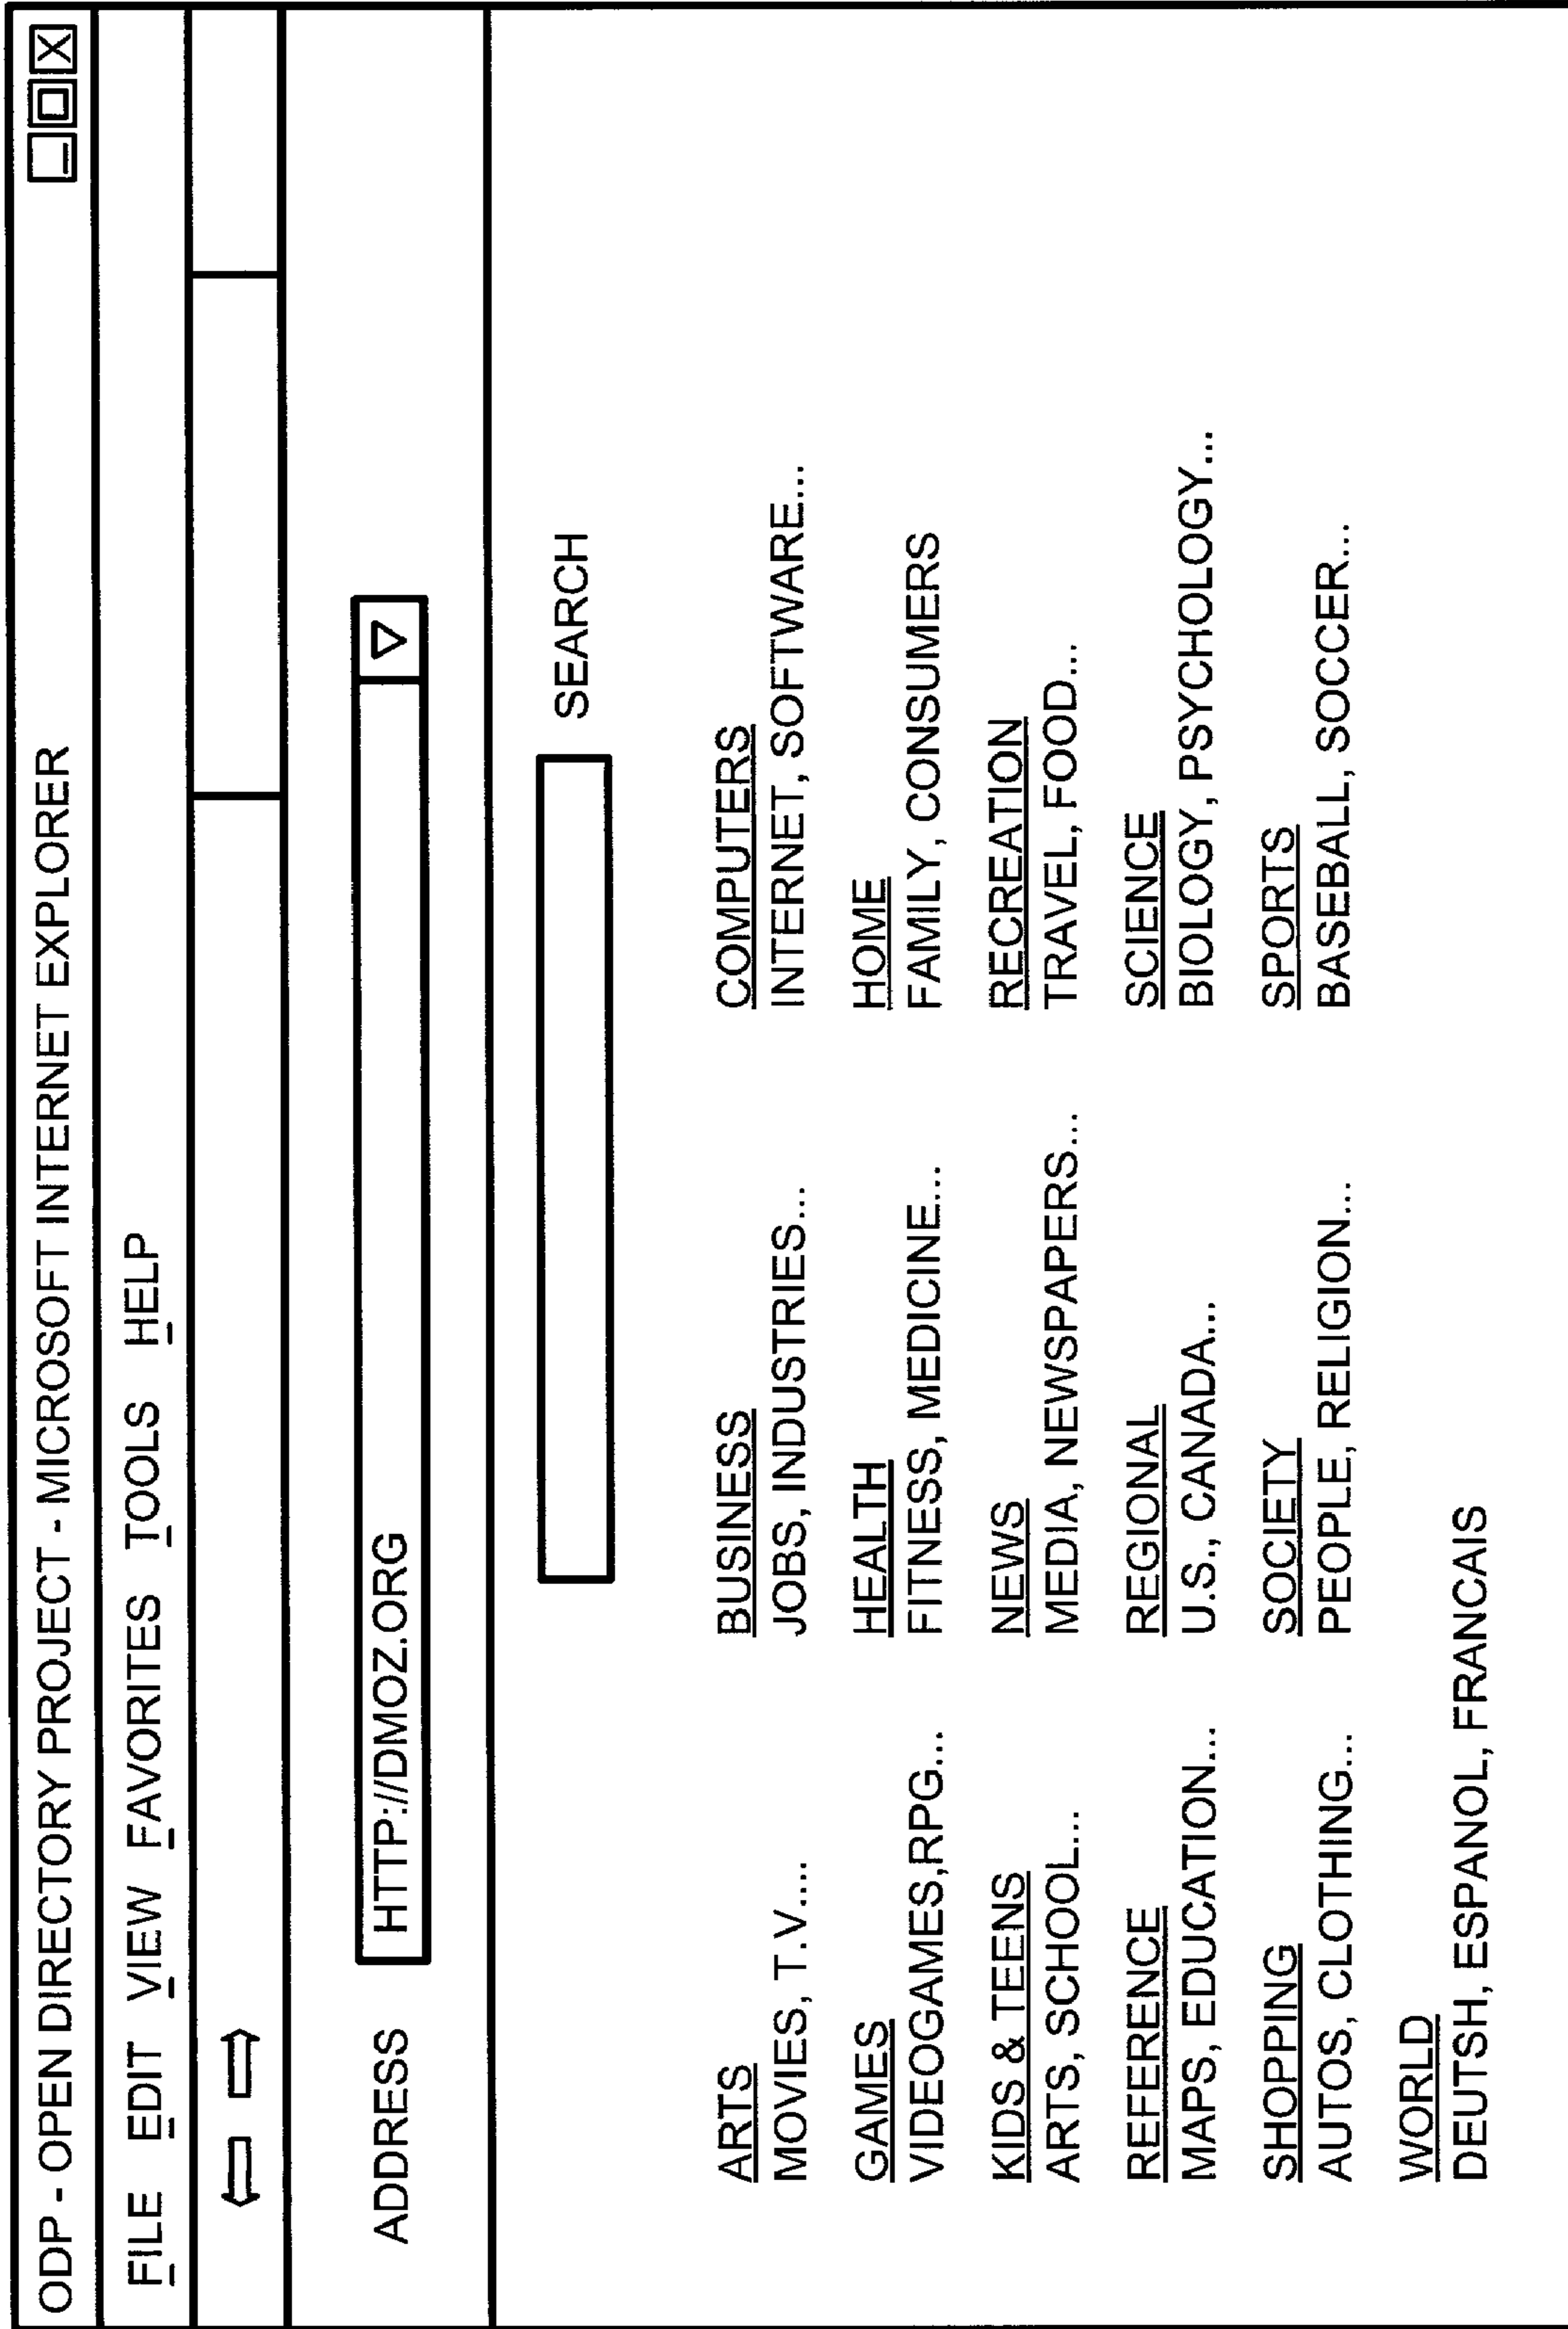 ODP - OPEN DIRECTORY PROJECT - MICROSOFT INTERNET EXPLORER
FILE EDIT VIEW FAVORITES TOOLS HELP
ADDRESS HTTP://DMOZ.ORG
SEARCH
ARTS BUSINESS COMPUTERS
MOVIES, T.V.... JOBS, INDUSTRIES... INTERNET, SOFTWARE...
GAMES HEALTH HOME
VIDEOGAMES,RPG... FITNESS, MEDICINE... FAMILY, CONSUMERS
KIDS & TEENS NEWS RECREATION
ARTS, SCHOOL... MEDIA, NEWSPAPERS... TRAVEL, FOOD...
REFERENCE REGIONAL SCIENCE
MAPS, EDUCATION... U.S., CANADA... BIOLOGY, PSYCHOLOGY...
SHOPPING SOCIETY SPORTS
AUTOS, CLOTHING... PEOPLE, RELIGION... BASEBALL, SOCCER...
WORLD
DEUTSH, ESPANOL, FRANCAIS